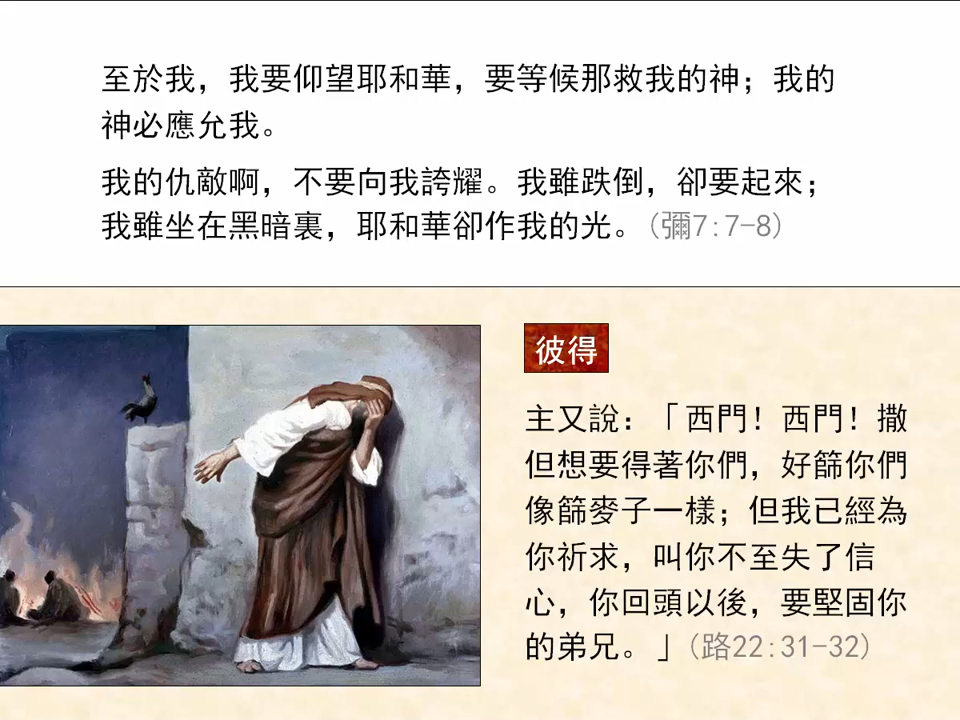 至於我，我要仰望耶和華，要等候那救我的神；我的
神必應允我。
我的仇敵啊，不要向我誇耀。我雖跌倒，卻要起來；
我雖坐在黑暗裏，耶和華卻作我的光。(彌7:7-8)
彼得
主又說：「西門！西門！撒
但想要得著你們，好篩你們
像篩麥子一樣；但我已經為
你祈求，叫你不至失了信
心，你回頭以後，要堅固你
的弟兄。」(路22:31-32)